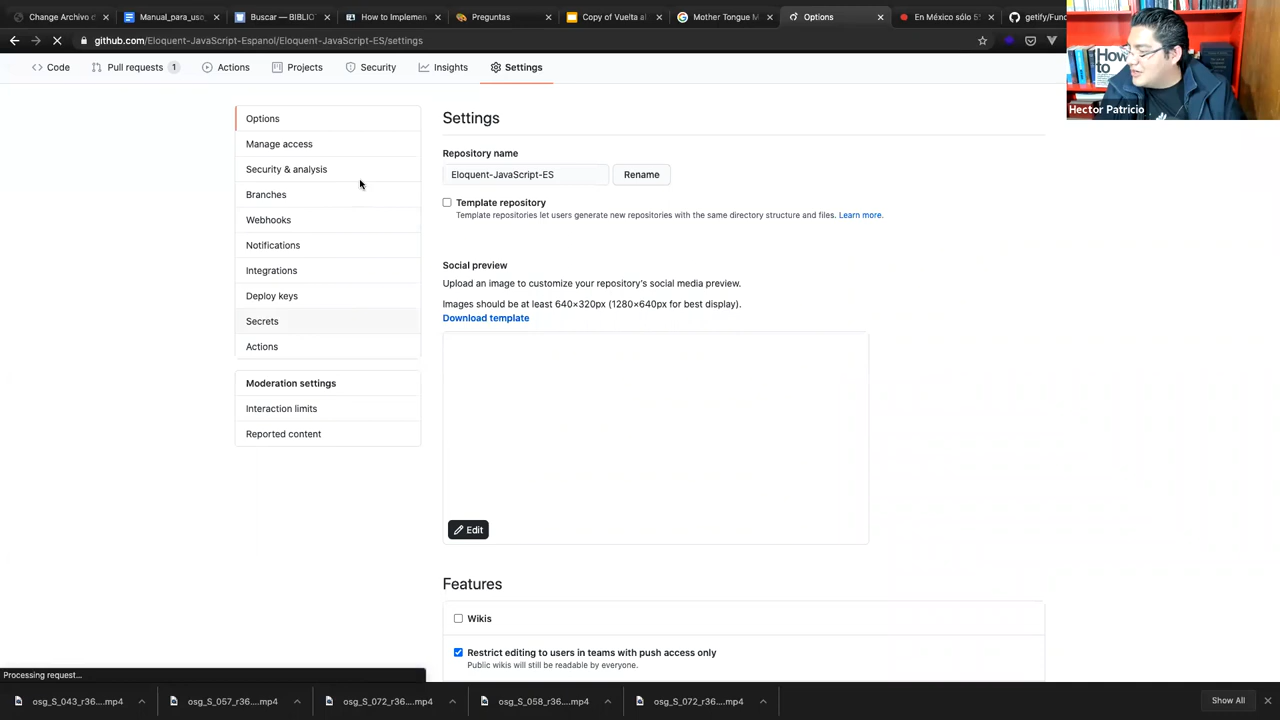 Change Archivo d
Manual_para_uso_
Buscar — BIBLIOT
How to Implemen
Preguntas
Copy of Vuelta al
Mother Tongue M
Options
En México sólo 5°
getify/Func
github.com/Eloquent-JavaScript-Espanol/Eloquent-JavaScript-ES/settings
Code
Pull requests 1
Actions
Projects
Security
Insights
Settings
How
to
Hector Patricio
Options
Manage access
Security & analysis
Branches
Webhooks
Notifications
Integrations
Deploy keys
Secrets
Actions
Moderation settings
Interaction limits
Reported content
Settings
Repository name
Eloquent-JavaScript-ES
Rename
Template repository
Template repositories let users generate new repositories with the same directory structure and files. Learn more.
Social preview
Upload an image to customize your repository's social media preview.
Images should be at least 640×320px (1280×640px for best display).
Download template
Edit
Features
Wikis
Restrict editing to users in teams with push access only
Public wikis will still be readable by everyone.
Processing request...
osg_S_043_r36....mp4
osg_S_057_r36....mp4
osg_S_072_r36....mp4
osg_S_058_r36....mp4
osg_S_072_r36....mp4
Show All